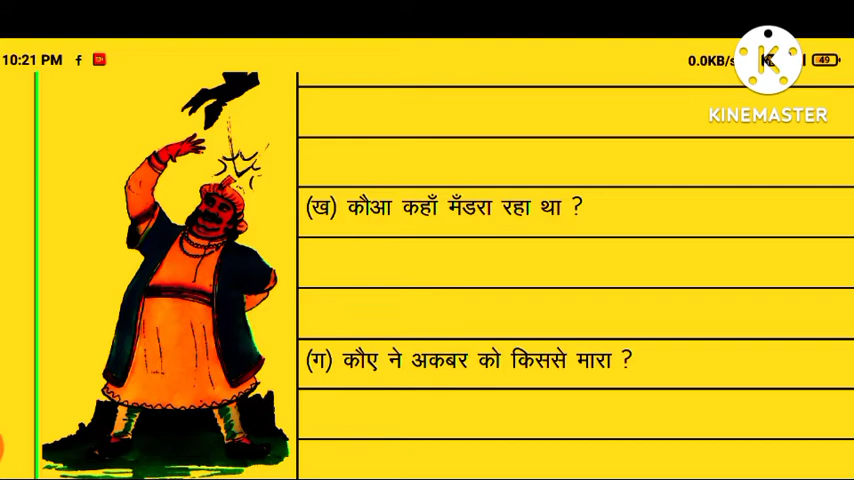 10:21 PM f
0.0KB/s 49
KINEMASTER
(ख) कौआ कहाँ मँडरा रहा था ?
(ग) कौए ने अकबर को किससे मारा ?